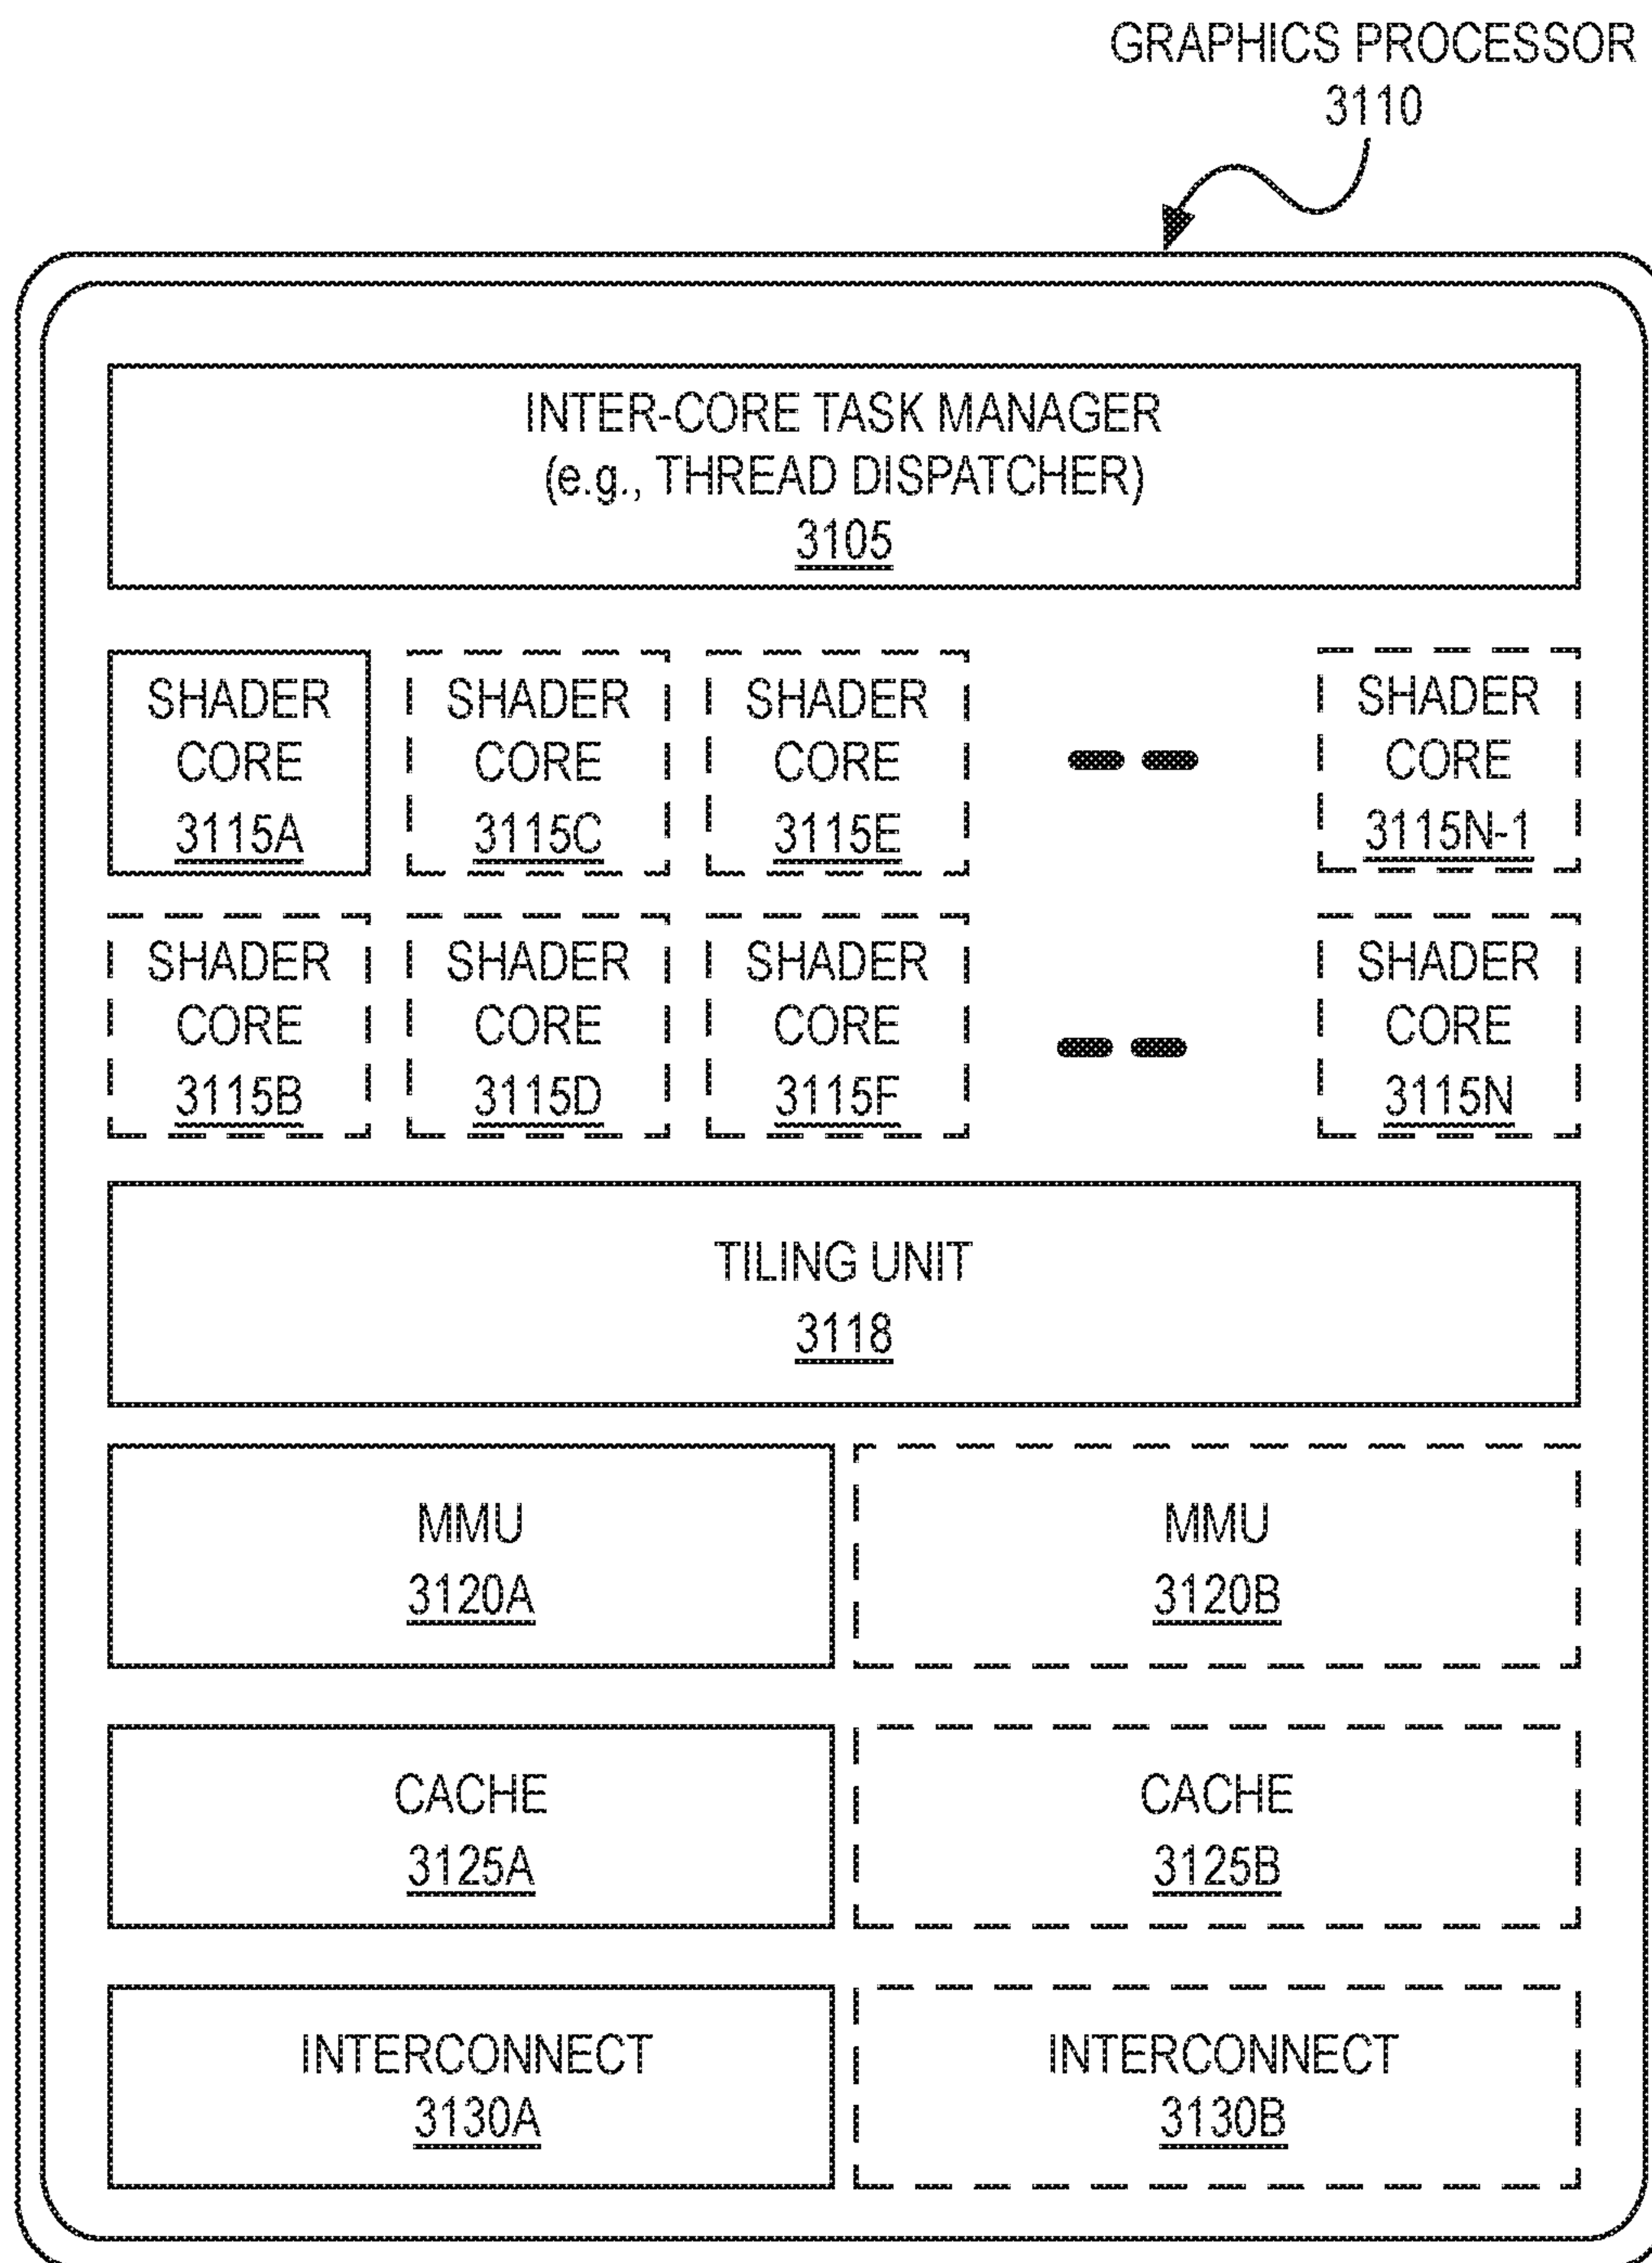 GRAPHICS PROCESSOR
3110
INTER-CORE TASK MANAGER
(e.g., THREAD DISPATCHER)
3105
SHADER
CORE
3115A
SHADER
CORE
3115C
SHADER
CORE
3115E
SHADER
CORE
3115N-1
SHADER
CORE
3115B
SHADER
CORE
3115D
SHADER
CORE
3115F
SHADER
CORE
3115N
TILING UNIT
3118
MMU
3120A
MMU
3120B
CACHE
3125A
CACHE
3125B
INTERCONNECT
3130A
INTERCONNECT
3130B